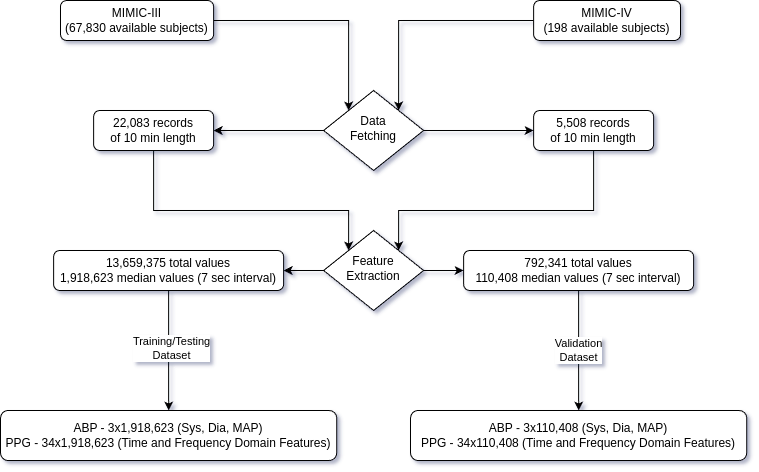 MIMIC-III
(67,830 available subjects)
MIMIC-IV
(198 available subjects)
Data
Fetching
22,083 records
of 10 min length
5,508 records
of 10 min length
Feature
Extraction
13,659,375 total values
1,918,623 median values (7 sec interval)
792,341 total values
110,408 median values (7 sec interval)
Training/Testing
Dataset
Validation
Dataset
ABP - 3x1,918,623 (Sys, Dia, MAP)
PPG - 34x1,918,623 (Time and Frequency Domain Features)
ABP - 3x110,408 (Sys, Dia, MAP)
PPG - 34x110,408 (Time and Frequency Domain Features)